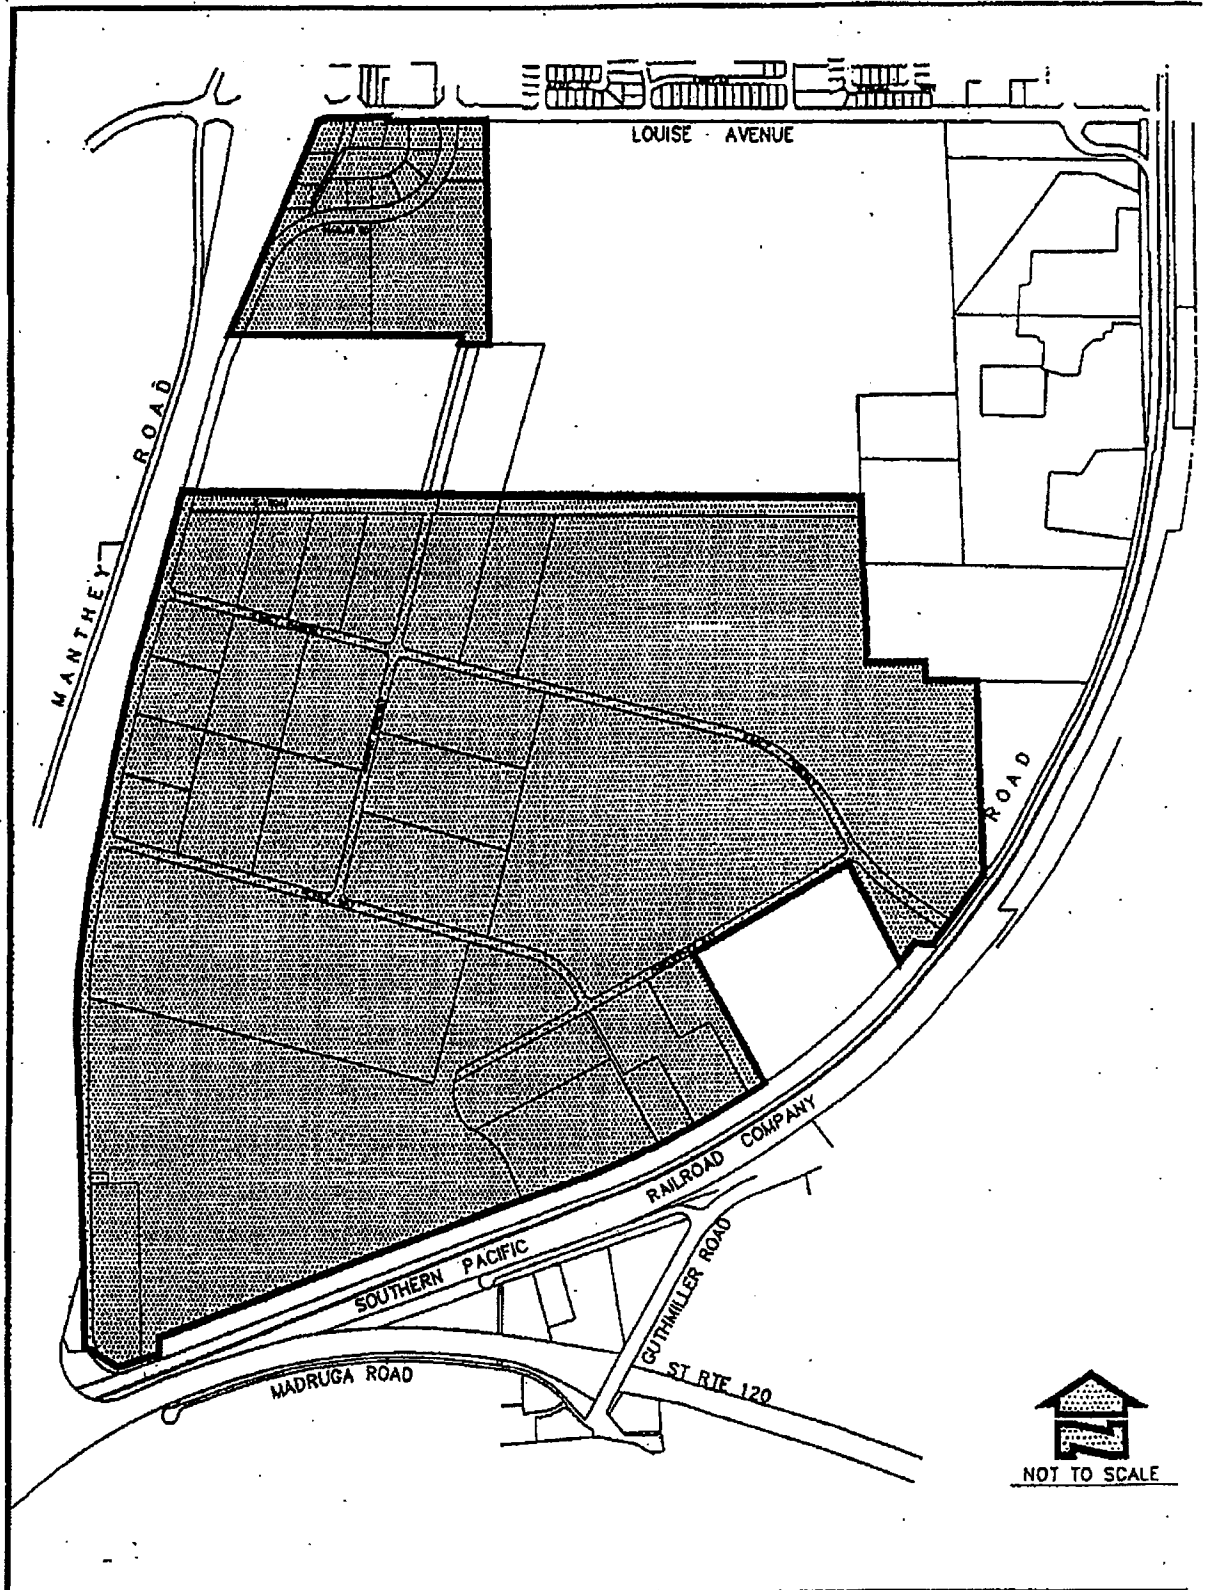 LOUISE AVENUE
MANTHEY ROAD
ROAD
SOUTHERN PACIFIC RAILROAD COMPANY
GUTHMILLER ROAD
MADRUGA ROAD
ST RTE 120
N
NOT TO SCALE